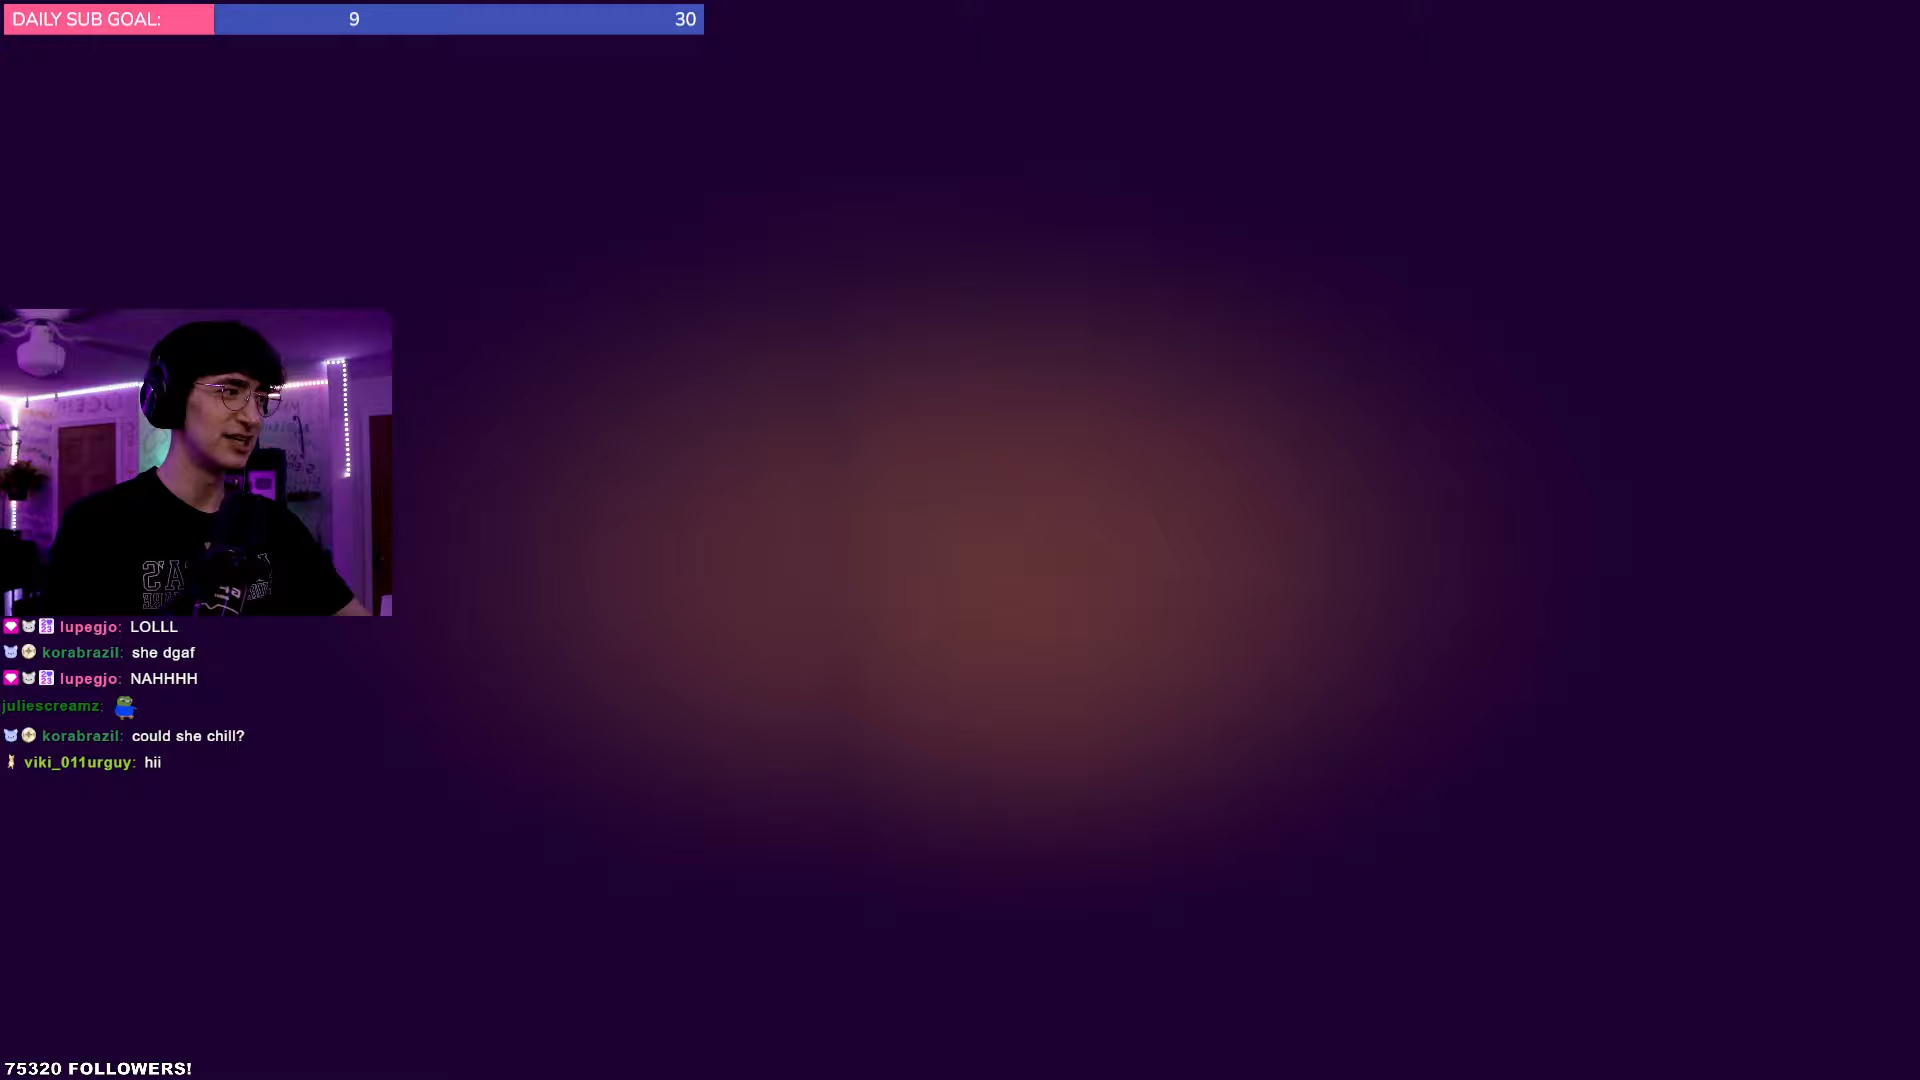 DAILY SUB GOAL: 9 30
lupegjo: LOLLL
korabrazil: she dgaf
lupegjo: NAHHHH
juliescreamz:
korabrazil: could she chill?
viki_011urguy: hii
75320 FOLLOWERS!